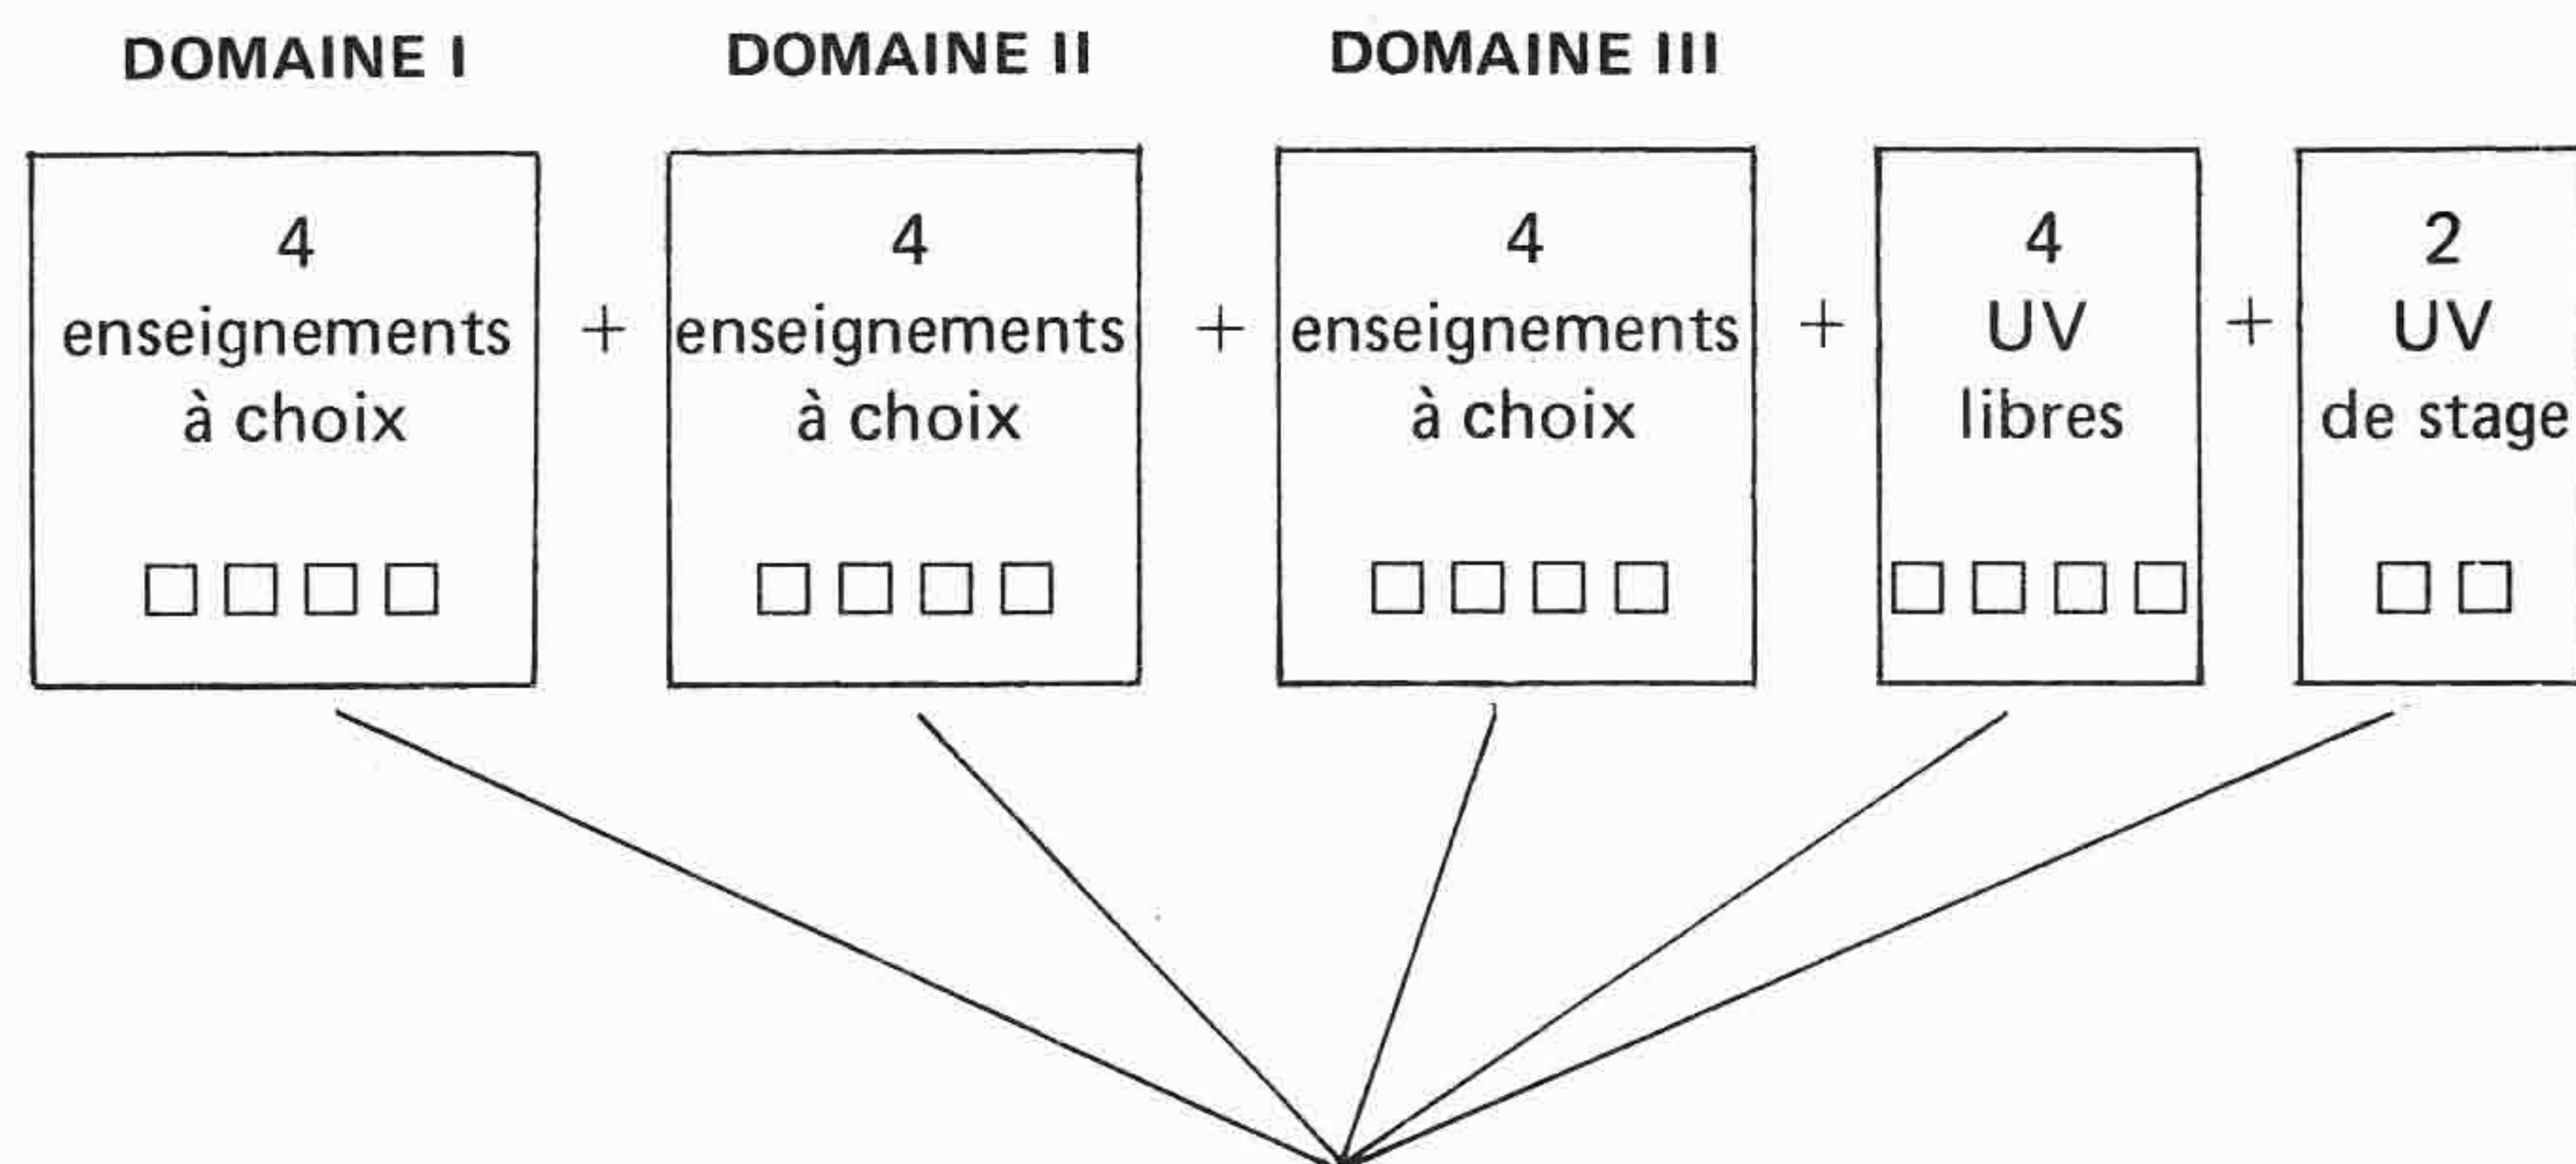 DOMAINE I
DOMAINE II
DOMAINE III
4
enseignements
à choix
+
4
enseignements
à choix
+
4
enseignements
à choix
+
4
UV
libres
+
2
UV
de stage